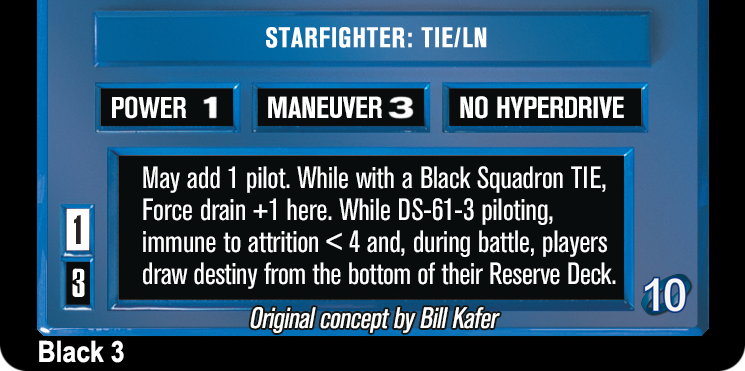 STARFIGHTER: TIE/LN
POWER 1 MANEUVER 3 NO HYPERDRIVE
May add 1 pilot. While with a Black Squadron TIE,
Force drain +1 here. While DS-61-3 piloting,
immune to attrition < 4 and, during battle, players
draw destiny from the bottom of their Reserve Deck.
1
3
10
Original concept by Bill Kafer
Black 3